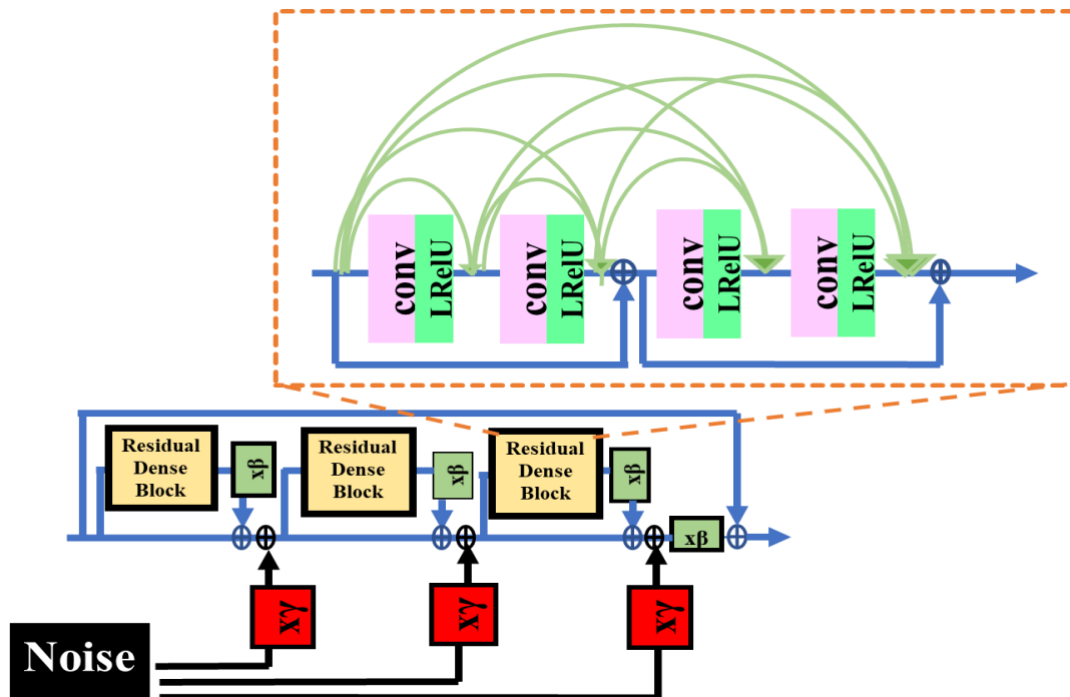 conv
LRelU
conv
LRelU
conv
LRelU
conv
LRelU
Residual
Dense
Block
xβ
Residual
Dense
Block
xβ
Residual
Dense
Block
xβ
xβ
xγ
xγ
xγ
Noise